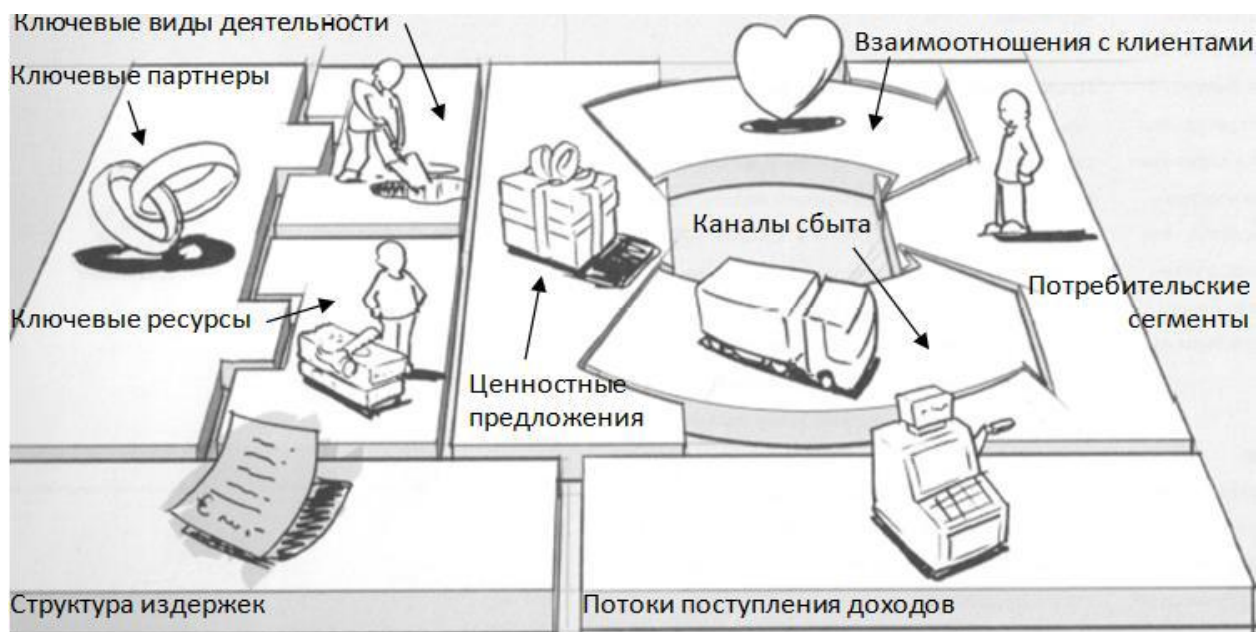 Ключевые виды деятельности
Ключевые партнеры
Взаимоотношения с клиентами
Каналы сбыта
Ключевые ресурсы
Потребительские
сегменты
Ценностные
предложения
Структура издержек
Потоки поступления доходов